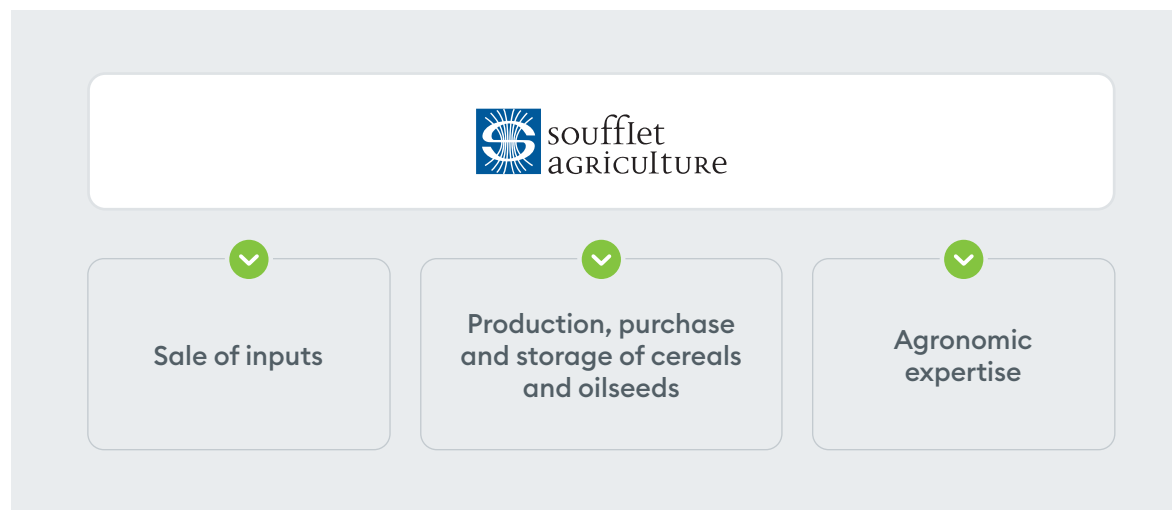 soufflet
agriculture
Sale of inputs
Production, purchase
and storage of cereals
and oilseeds
Agronomic
expertise